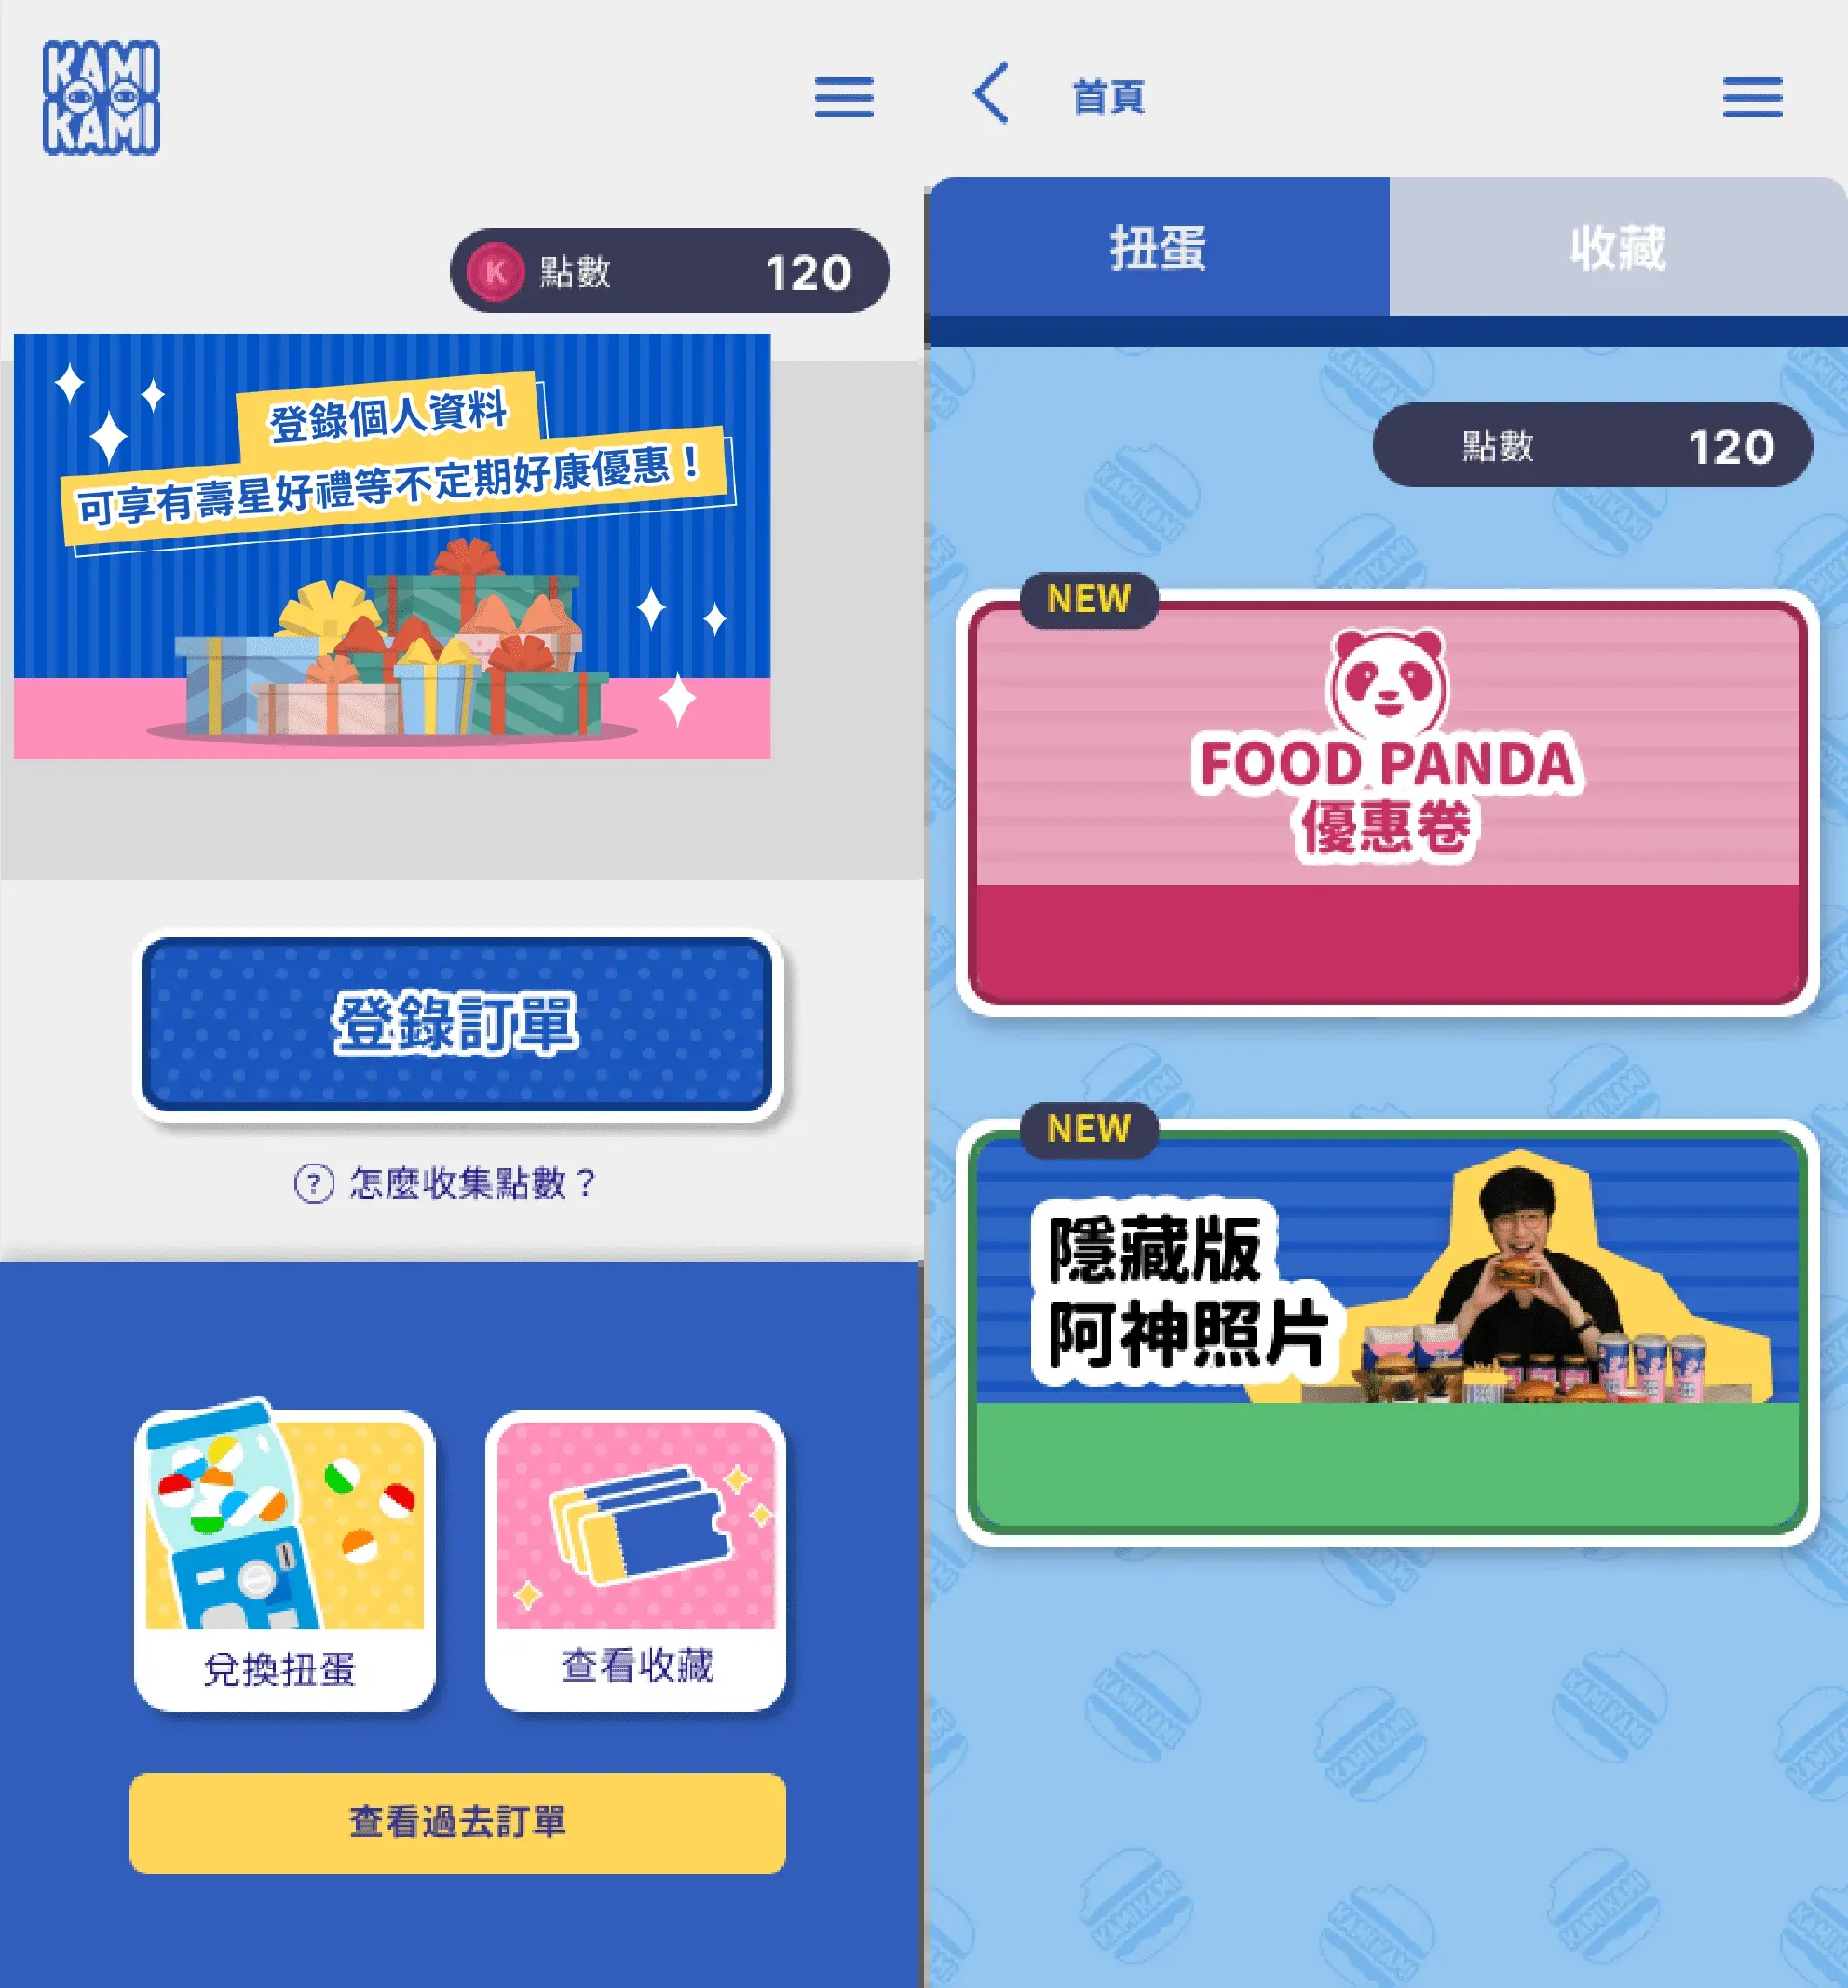 KAMI
KAMI
點數 120
登錄個人資料
可享有壽星好禮等不定期好康優惠！
登錄訂單
? 怎麼收集點數？
兌換扭蛋
查看收藏
查看過去訂單
首頁
扭蛋
收藏
點數 120
NEW
FOOD PANDA
優惠卷
NEW
隱藏版
阿神照片